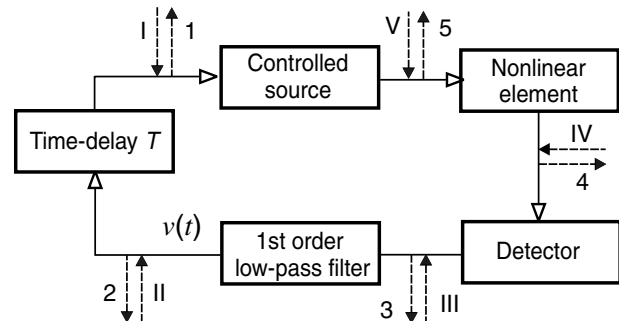 I
1
V
5
Controlled
source
Nonlinear
element
Time-delay T
IV
4
v(t)
1st order
low-pass filter
Detector
2
II
3
III